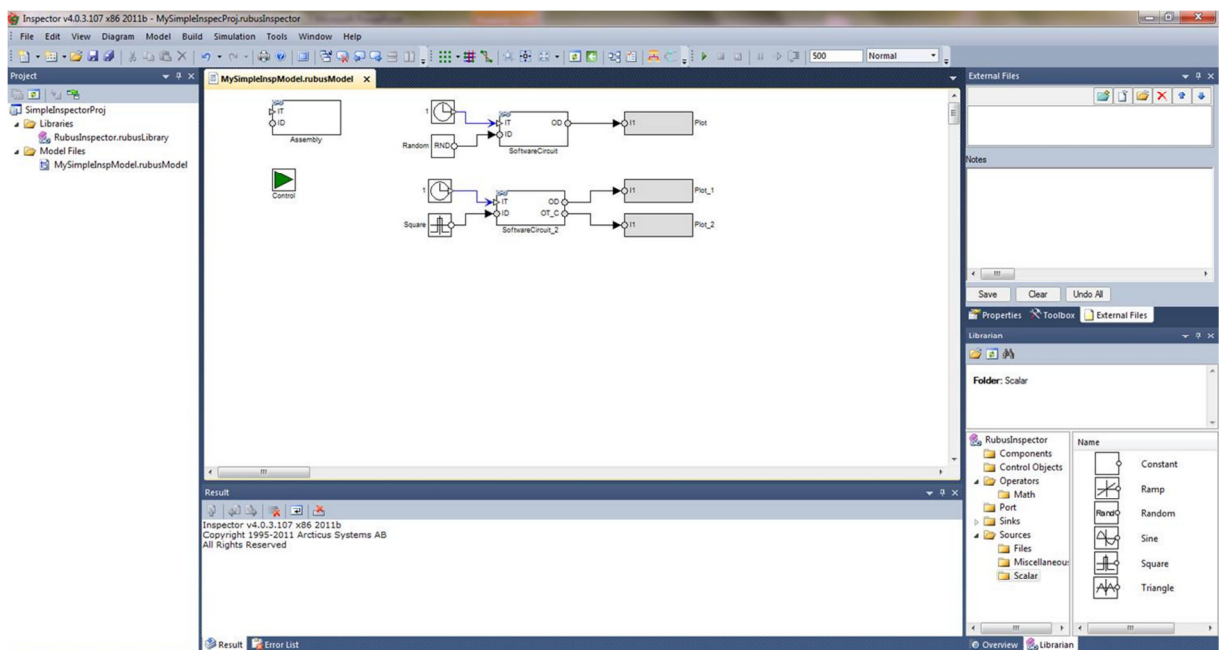 Inspector v4.0.3.107 x86 2011b - MySimpleInspecProj.rubusInspector
File Edit View Diagram Model Build Simulation Tools Window Help
500 Normal
Project
SimpleInspectorProj
Libraries
RubusInspector.rubusLibrary
Model Files
MySimpleInspModel.rubusModel
MySimpleInspModel.rubusModel x
IT
ID
Assembly
Control
1
Random RND
IT OD
ID
SoftwareCircuit
I1 Plot
1
Square
IT OD
ID OT_C
SoftwareCircuit_2
I1 Plot_1
I1 Plot_2
Result
Inspector v4.0.3.107 x86 2011b
Copyright 1995-2011 Arcticus Systems AB
All Rights Reserved
Result Error List
External Files
Notes
Save Clear Undo All
Properties Toolbox External Files
Librarian
Folder: Scalar
RubusInspector
Components
Control Objects
Operators
Math
Port
Sinks
Sources
Files
Miscellaneou
Scalar
Name
Constant
Ramp
Rand Random
Sine
Square
Triangle
Overview Librarian